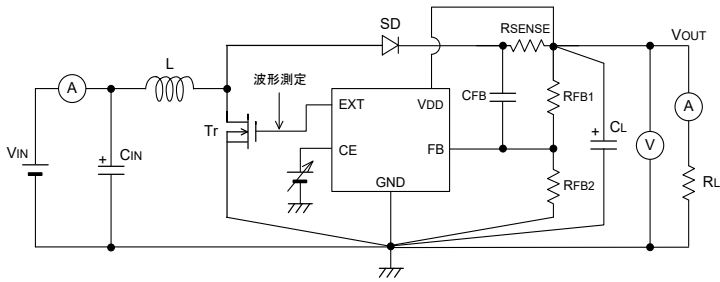 SD
RSENSE
VOUT
L
A
波形測定
CFB
RFB1
EXT
VDD
A
Tr
CL
VIN
CIN
CE
FB
V
RFB2
RL
GND